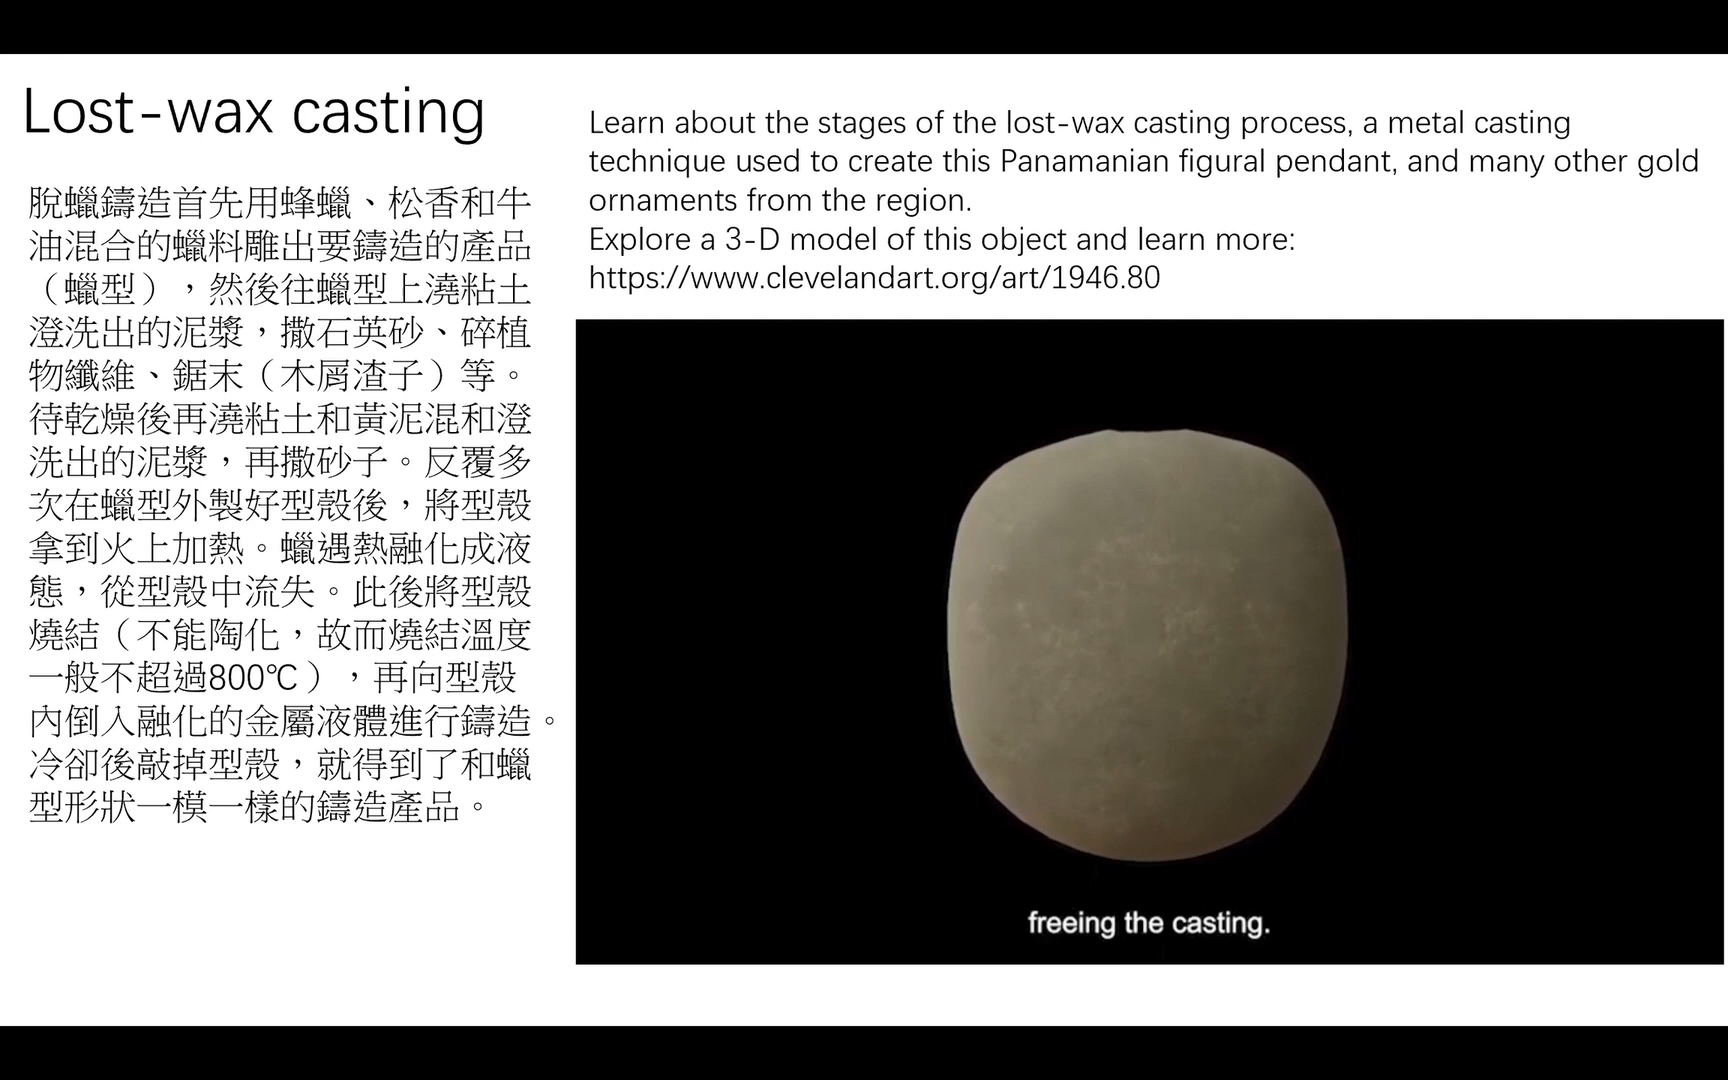 Lost-wax casting
脫蠟鑄造首先用蜂蠟、松香和牛
油混合的蠟料雕出要鑄造的產品
（蠟型），然後往蠟型上澆粘土
澄洗出的泥漿，撒石英砂、碎植
物纖維、鋸末（木屑渣子）等。
待乾燥後再澆粘土和黃泥混和澄
洗出的泥漿，再撒砂子。反覆多
次在蠟型外製好型殼後，將型殼
拿到火上加熱。蠟遇熱融化成液
態，從型殼中流失。此後將型殼
燒結（不能陶化，故而燒結溫度
一般不超過800℃），再向型殼
內倒入融化的金屬液體進行鑄造。
冷卻後敲掉型殼，就得到了和蠟
型形狀一模一樣的鑄造產品。
Learn about the stages of the lost-wax casting process, a metal casting
technique used to create this Panamanian figural pendant, and many other gold
ornaments from the region.
Explore a 3-D model of this object and learn more:
https://www.clevelandart.org/art/1946.80
freeing the casting.